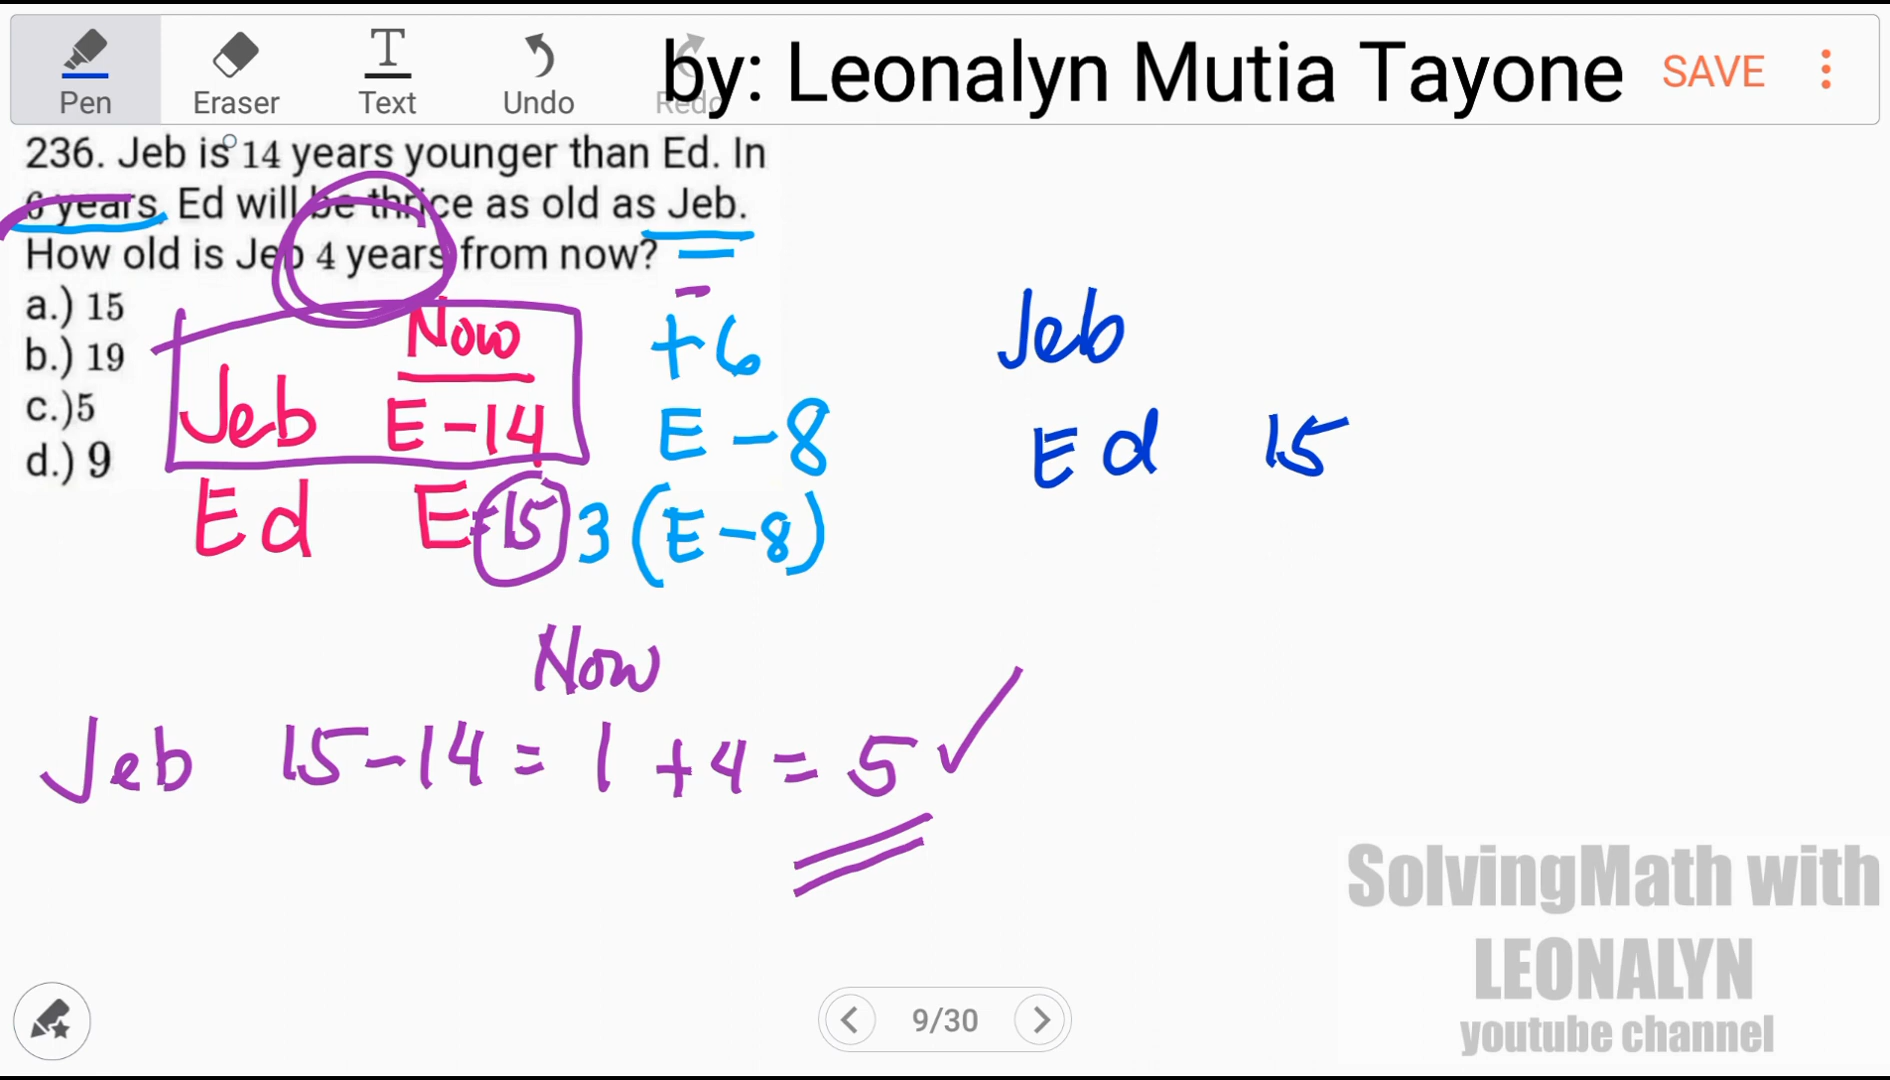 by: Leonalyn Mutia Tayone
SAVE
Pen Eraser Text Undo Redo
236. Jeb is 14 years younger than Ed. In
6 years, Ed will be thrice as old as Jeb.
How old is Jeb 4 years from now?
a.) 15
b.) 19
c.)5
d.) 9
Now +6
Jeb E-14 E-8
Ed E=15 3(E-8)
Jeb
Ed 15
Now
Jeb 15-14=1+4=5
SolvingMath with
LEONALYN
youtube channel
9/30